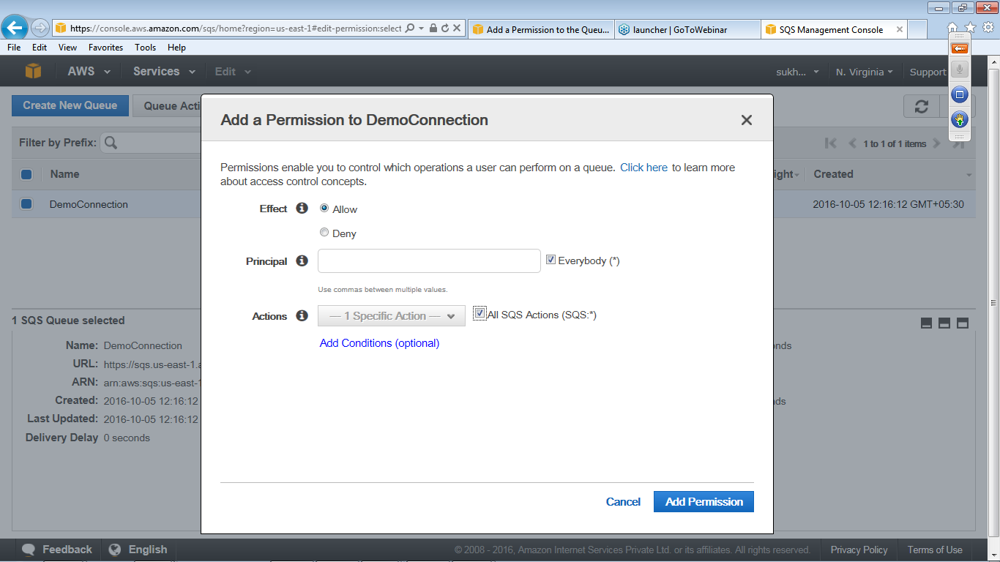 https://console.aws.amazon.com/sqs/home?region=us-east-1#edit-permission:select
Add a Permission to the Queu...
launcher | GoToWebinar
SQS Management Console
File Edit View Favorites Tools Help
AWS Services Edit sukh... N. Virginia Support
Create New Queue Queue Acti
Filter by Prefix: 1 to 1 of 1 items
Name ight Created
DemoConnection 2016-10-05 12:16:12 GMT+05:30
Add a Permission to DemoConnection
Permissions enable you to control which operations a user can perform on a queue. Click here to learn more
about access control concepts.
Effect Allow
Deny
Principal Everybody (*)
Use commas between multiple values.
Actions — 1 Specific Action — All SQS Actions (SQS:*)
Add Conditions (optional)
Cancel Add Permission
1 SQS Queue selected
Name: DemoConnection onds
URL: https://sqs.us-east-1.a
ARN: arn:aws:sqs:us-east-1
Created: 2016-10-05 12:16:12 nds
Last Updated: 2016-10-05 12:16:12
Delivery Delay 0 seconds
Feedback English © 2008 - 2016, Amazon Internet Services Private Ltd. or its affiliates. All rights reserved. Privacy Policy Terms of Use